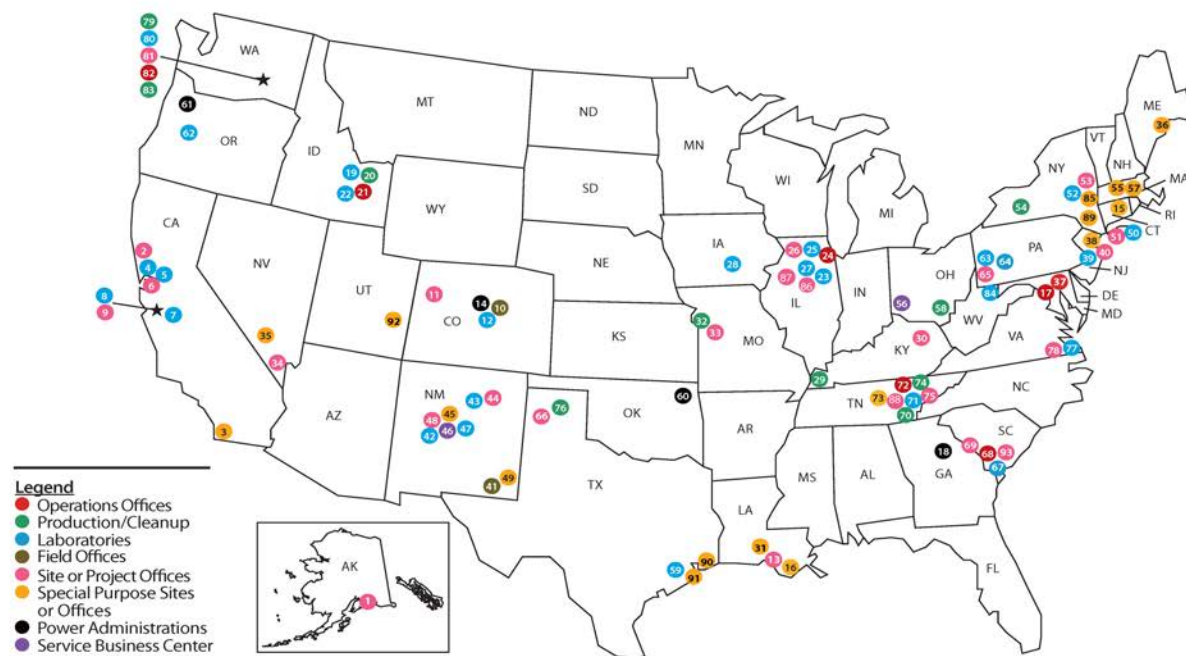 79
80
81
82
83
WA
61
62
OR
MT
ID
19
20
22
21
ND
SD
MN
WI
MI
WY
NE
IA
28
26
25
24
27
23
87
86
IL
IN
OH
56
58
NY
53
52
85
54
89
VT
NH
ME
36
55
57
MA
15
RI
CT
50
51
40
38
39
NJ
PA
63
64
65
84
37
17
DE
MD
WV
VA
78
77
CA
2
4
5
6
8
9
7
3
NV
35
34
UT
92
11
14
10
12
CO
KS
32
33
MO
KY
30
29
72
74
73
88
71
75
70
TN
NC
SC
69
68
93
67
18
GA
AZ
NM
43
44
48
45
42
46
47
41
49
66
76
60
OK
AR
TX
59
90
91
LA
31
13
16
MS
AL
FL
Legend
Operations Offices
Production/Cleanup
Laboratories
Field Offices
Site or Project Offices
Special Purpose Sites
or Offices
Power Administrations
Service Business Center
AK
1